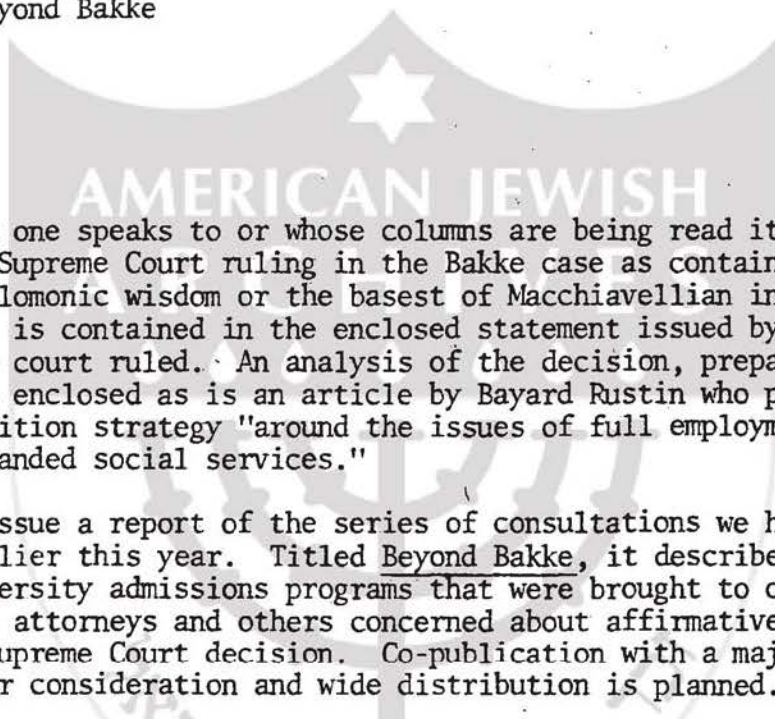 yond Bakke
AMERICAN JEWISH
ARCHIVES
one speaks to or whose columns are being read it
Supreme Court ruling in the Bakke case as contain
lomonic wisdom or the basest of Macchiavellian in
is contained in the enclosed statement issued by
court ruled. An analysis of the decision, prepa
enclosed as is an article by Bayard Rustin who p
ition strategy "around the issues of full employm
anded social services."
ssue a report of the series of consultations we h
lier this year. Titled Beyond Bakke, it describe
ersity admissions programs that were brought to c
attorneys and others concerned about affirmative
upreme Court decision. Co-publication with a maj
r consideration and wide distribution is planned.